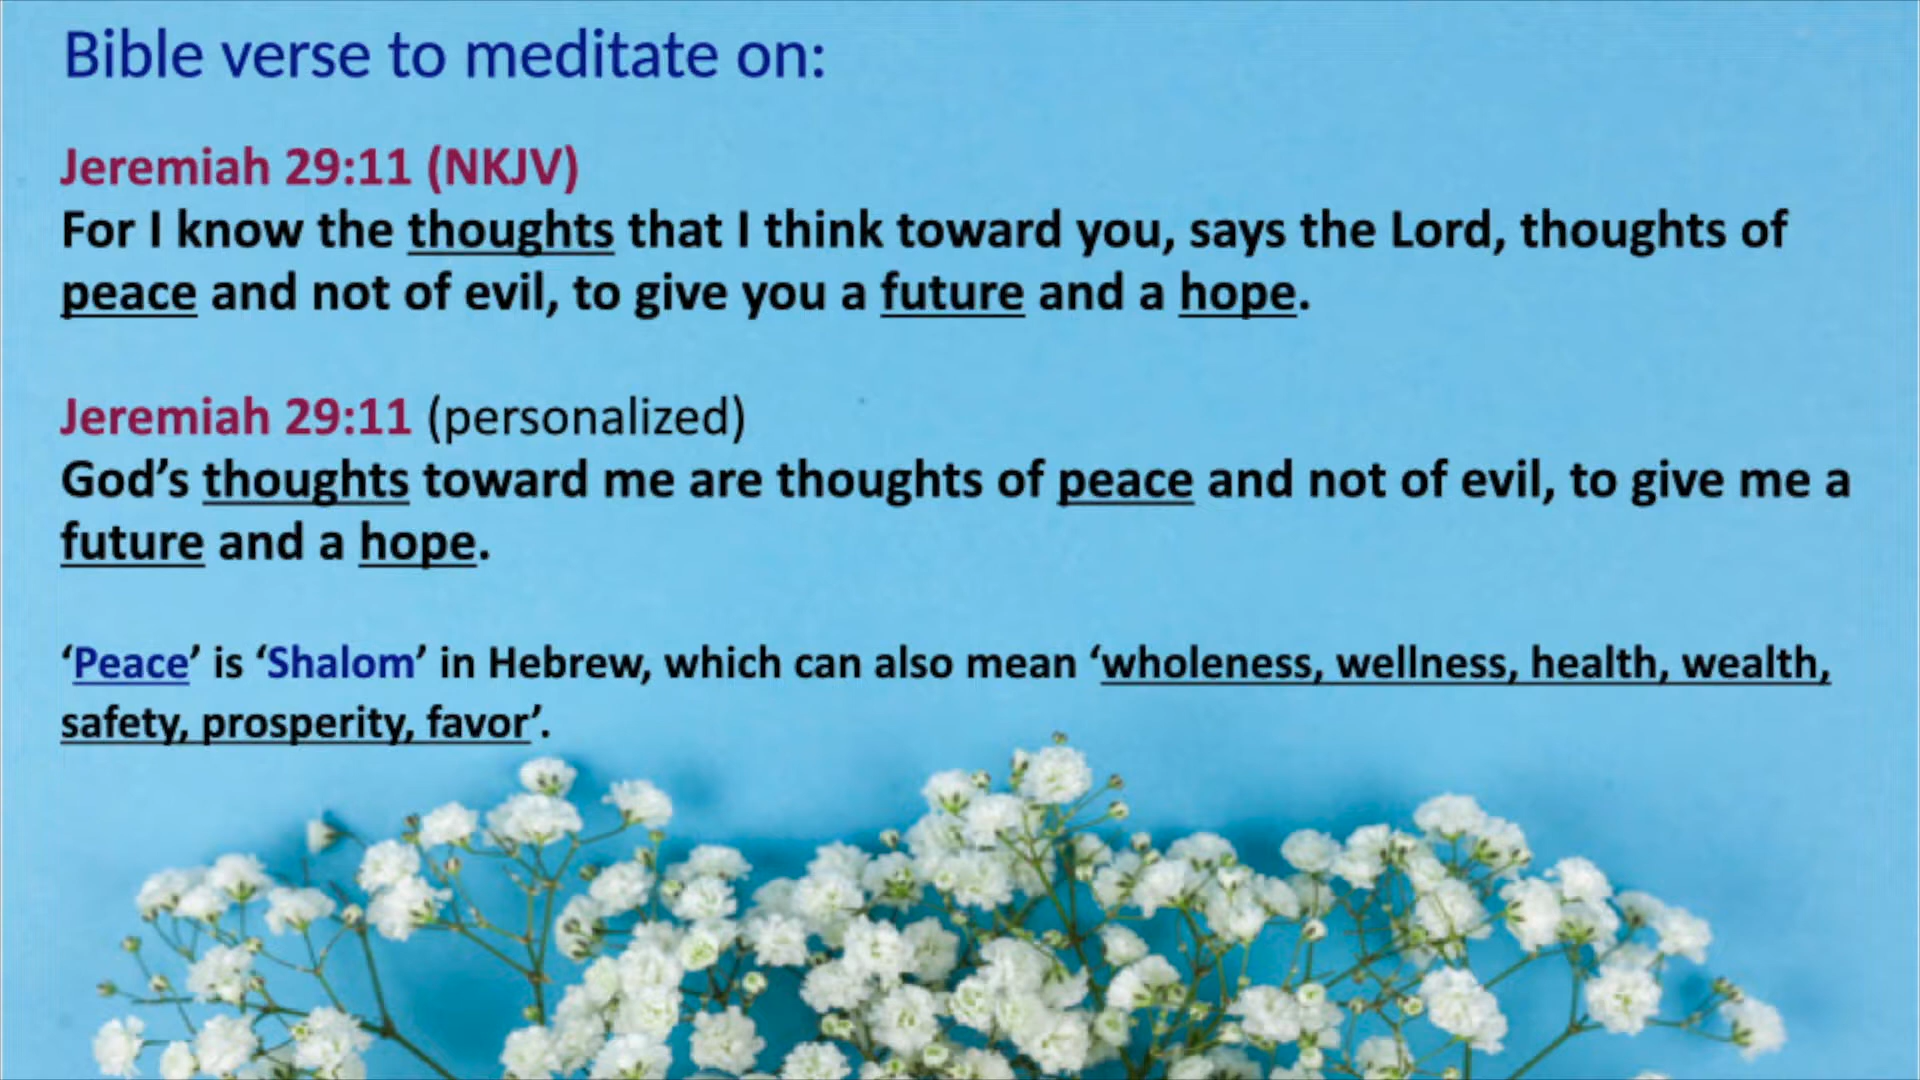 Bible verse to meditate on:
Jeremiah 29:11 (NKJV)
For I know the thoughts that I think toward you, says the Lord, thoughts of
peace and not of evil, to give you a future and a hope.
Jeremiah 29:11 (personalized)
God’s thoughts toward me are thoughts of peace and not of evil, to give me a
future and a hope.
‘Peace’ is ‘Shalom’ in Hebrew, which can also mean ‘wholeness, wellness, health, wealth,
safety, prosperity, favor’.